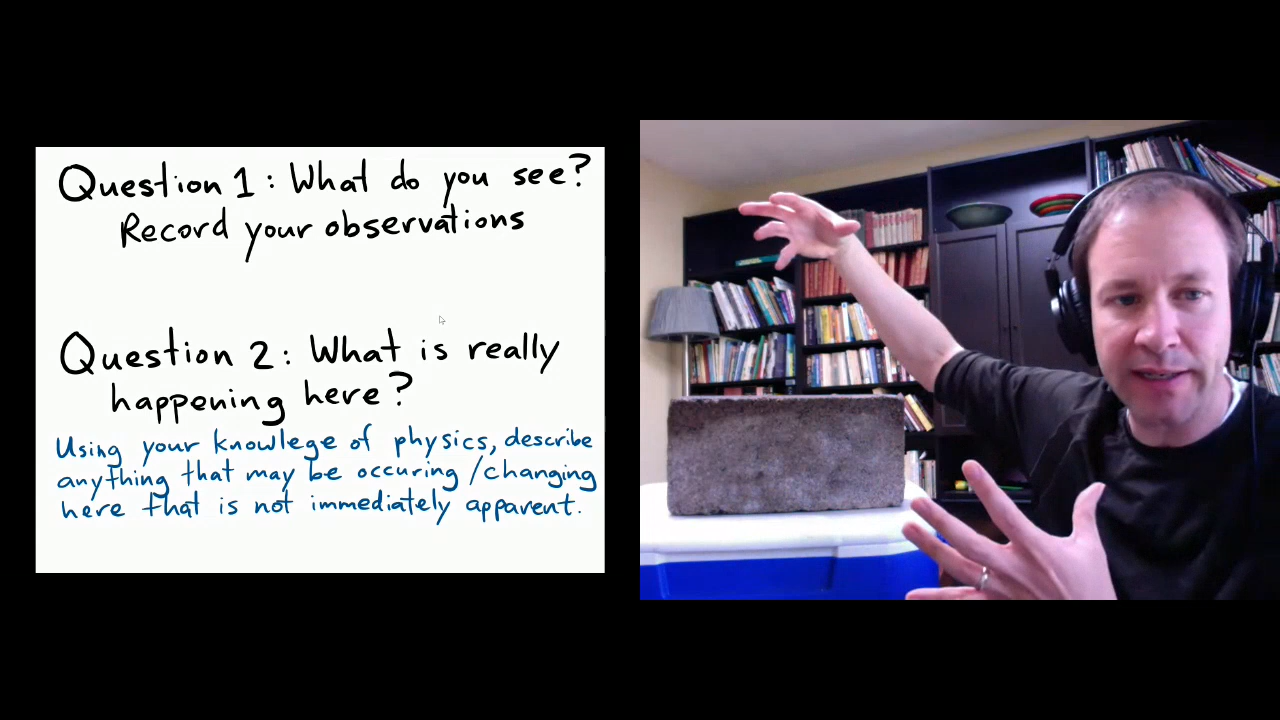 Question 1: What do you see?
Record your observations
Question 2: What is really
happening here?
Using your knowlege of physics, describe
anything that may be occuring/changing
here that is not immediately apparent.